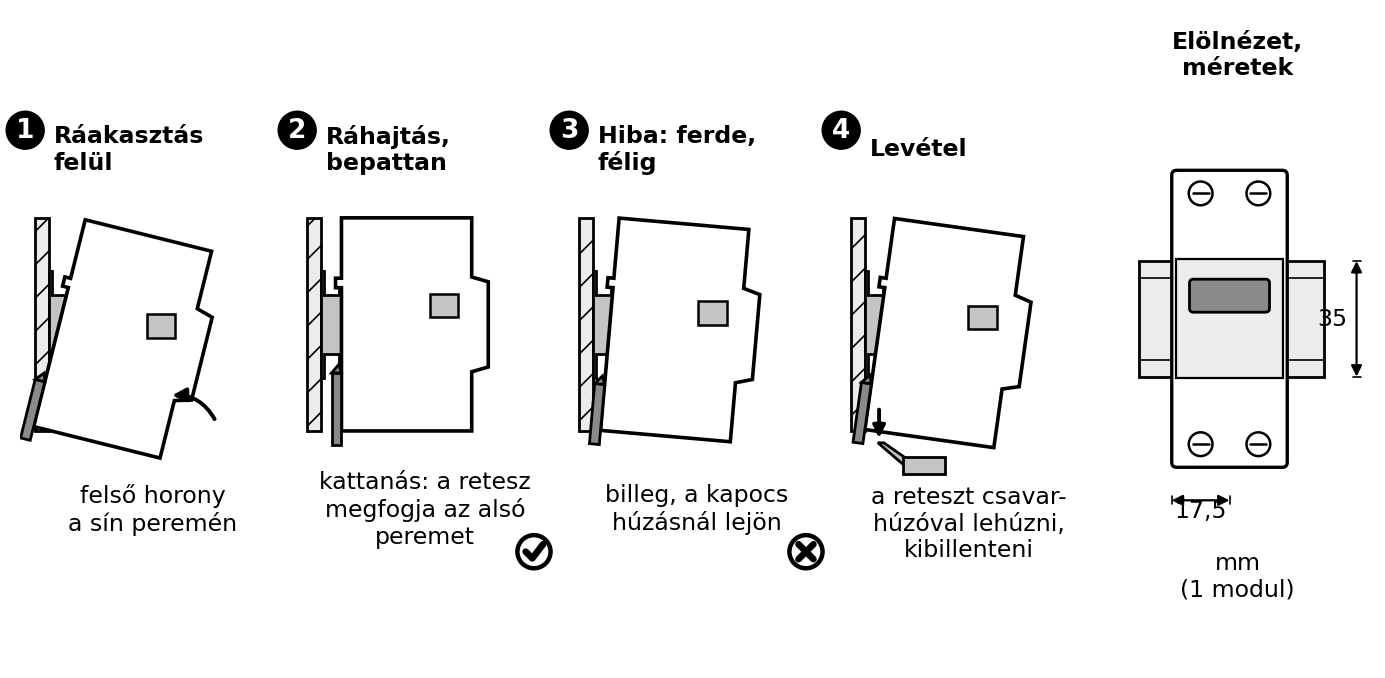 1
Ráakasztás
felül
felső horony
a sín peremén
2
Ráhajtás,
bepattan
kattanás: a retesz
megfogja az alsó
peremet
3
Hiba: ferde,
félig
billeg, a kapocs
húzásnál lejön
4
Levétel
a reteszt csavar-
húzóval lehúzni,
kibillenteni
Elölnézet,
méretek
35
17,5
mm
(1 modul)